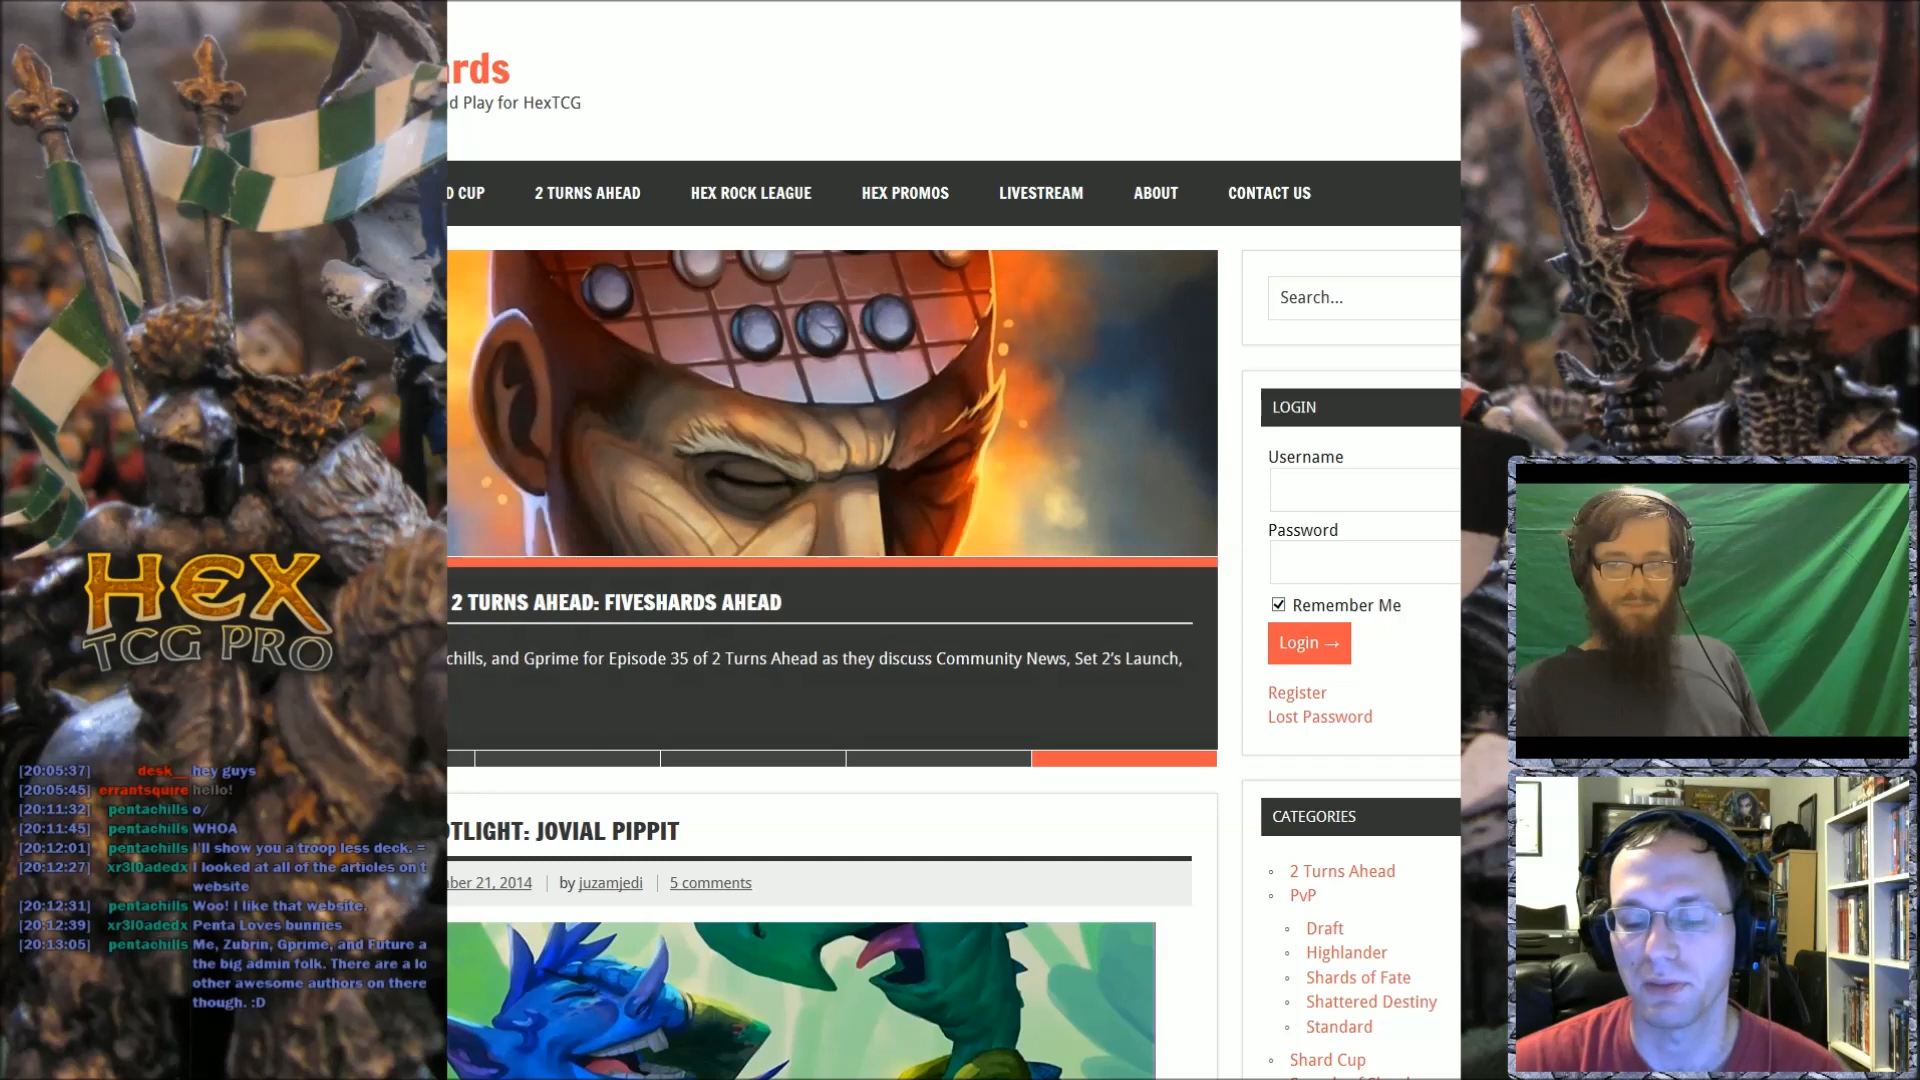 ards
d Play for HexTCG
D CUP
2 TURNS AHEAD
HEX ROCK LEAGUE
HEX PROMOS
LIVESTREAM
ABOUT
CONTACT US
Search...
LOGIN
Username
Password
Remember Me
Login →
Register
Lost Password
2 TURNS AHEAD: FIVESHARDS AHEAD
chills, and Gprime for Episode 35 of 2 Turns Ahead as they discuss Community News, Set 2's Launch,
OTLIGHT: JOVIAL PIPPIT
ber 21, 2014 | by juzamjedi | 5 comments
CATEGORIES
2 Turns Ahead
PvP
Draft
Highlander
Shards of Fate
Shattered Destiny
Standard
Shard Cup
HEX
TCG PRO
[20:05:37] desk__ hey guys
[20:05:45] errantsquire hello!
[20:11:32] pentachills o/
[20:11:45] pentachills WHOA
[20:12:01] pentachills I'll show you a troop less deck. =
[20:12:27] xr3l0adedx I looked at all of the articles on t
website
[20:12:31] pentachills Woo! I like that website.
[20:12:39] xr3l0adedx Penta Loves bunnies
[20:13:05] pentachills Me, Zubrin, Gprime, and Future a
the big admin folk. There are a lo
other awesome authors on there
though. :D